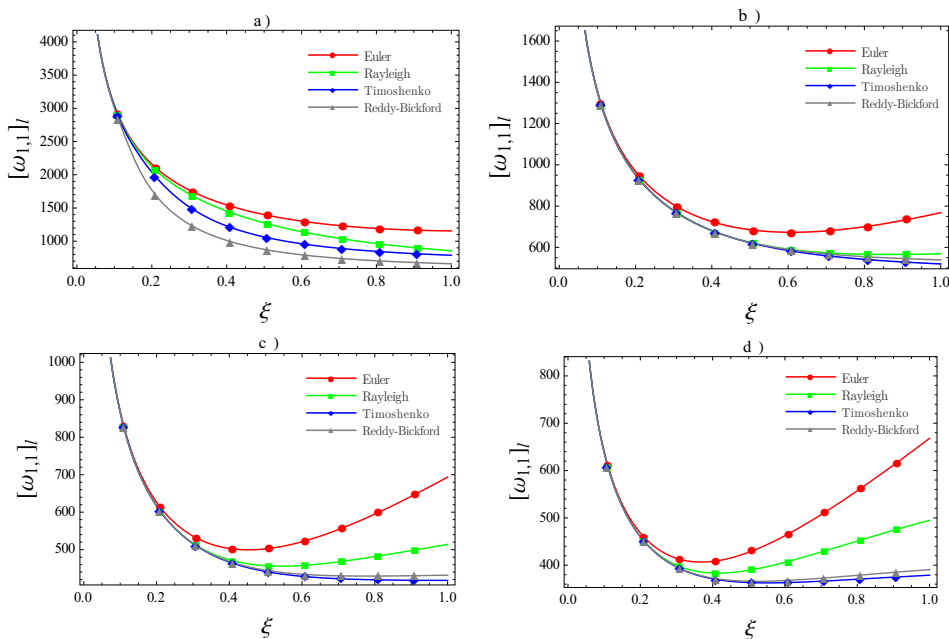 a )
4000
3500
3000
2500
2000
1500
1000
[ω1,1]l
Euler
Rayleigh
Timoshenko
Reddy-Bickford
0.0 0.2 0.4 0.6 0.8 1.0
ξ
b )
1600
1400
1200
1000
800
600
[ω1,1]l
Euler
Rayleigh
Timoshenko
Reddy-Bickford
0.0 0.2 0.4 0.6 0.8 1.0
ξ
c )
1000
900
800
700
600
500
[ω1,1]l
Euler
Rayleigh
Timoshenko
Reddy-Bickford
0.0 0.2 0.4 0.6 0.8 1.0
ξ
d )
800
600
400
[ω1,1]l
Euler
Rayleigh
Timoshenko
Reddy-Bickford
0.0 0.2 0.4 0.6 0.8 1.0
ξ